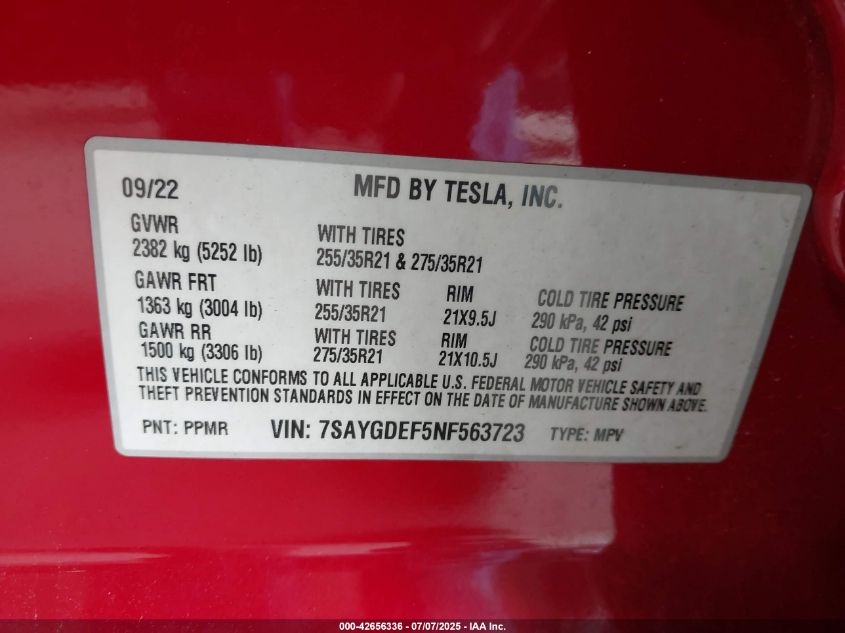 09/22 MFD BY TESLA, INC.
GVWR
2382 kg (5252 lb) WITH TIRES
255/35R21 & 275/35R21
GAWR FRT WITH TIRES RIM COLD TIRE PRESSURE
1363 kg (3004 lb) 255/35R21 21X9.5J 290 kPa, 42 psi
GAWR RR WITH TIRES RIM COLD TIRE PRESSURE
1500 kg (3306 lb) 275/35R21 21X10.5J 290 kPa, 42 psi
THIS VEHICLE CONFORMS TO ALL APPLICABLE U.S. FEDERAL MOTOR VEHICLE SAFETY AND
THEFT PREVENTION STANDARDS IN EFFECT ON THE DATE OF MANUFACTURE SHOWN ABOVE.
PNT: PPMR VIN: 7SAYGDEF5NF563723 TYPE: MPV
000-42656336 - 07/07/2025 - IAA Inc.